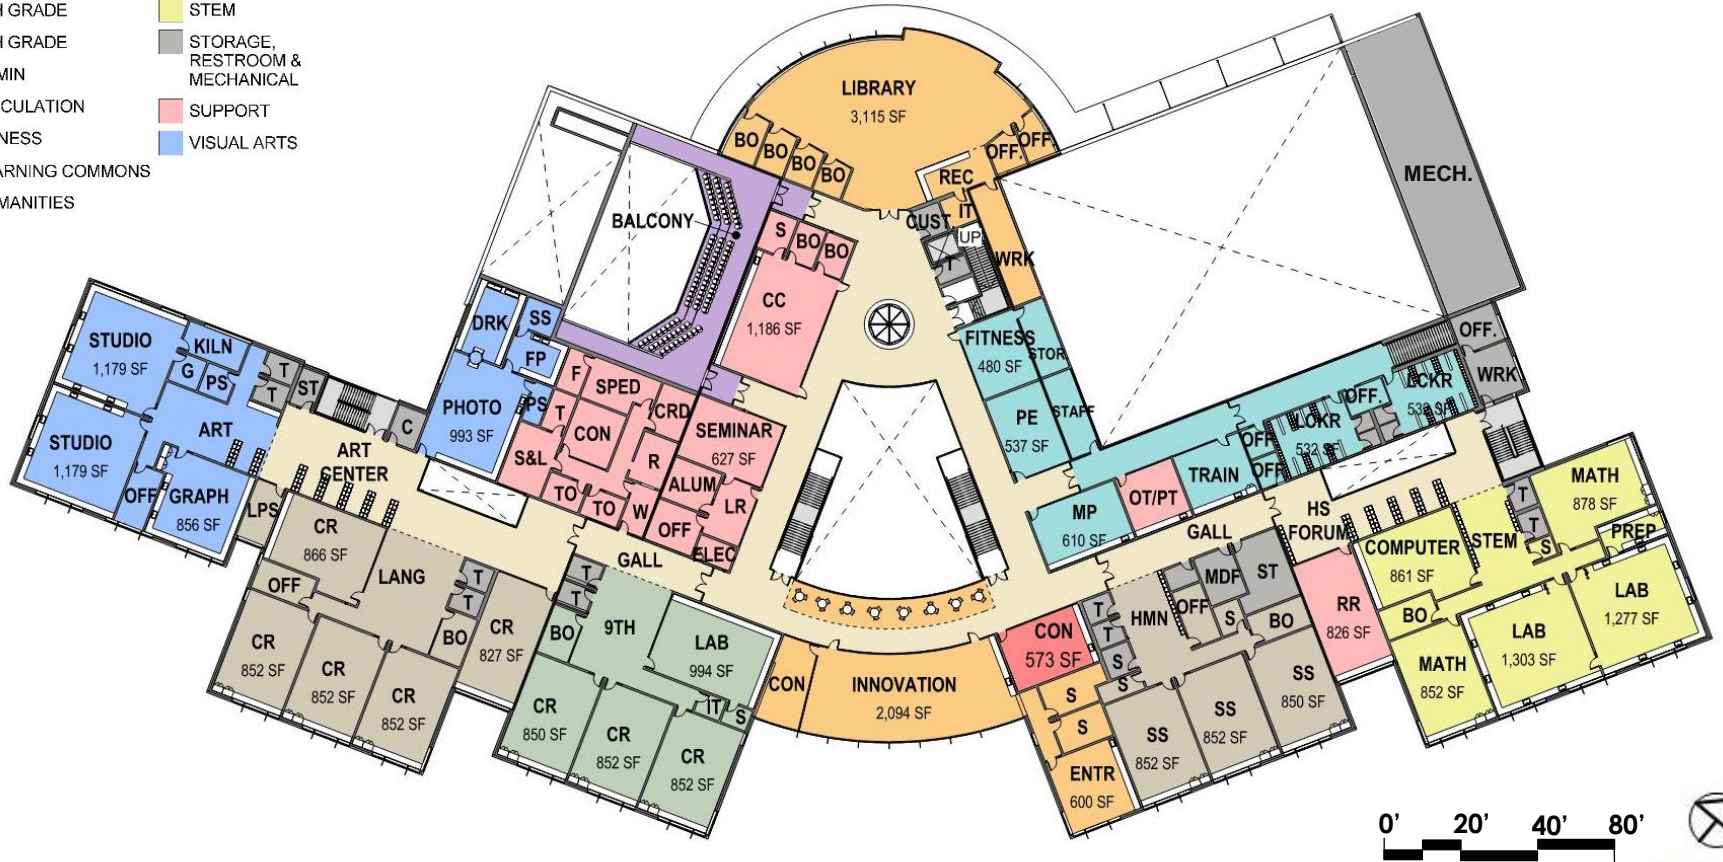 H GRADE
H GRADE
MIN
CULATION
NESS
ARNING COMMONS
MANITIES
STEM
STORAGE,
RESTROOM &
MECHANICAL
SUPPORT
VISUAL ARTS
LIBRARY
3,115 SF
BO
BO
BO
BO
OFF.
OFF.
REC
IT
CUST.
UP
T
WRK
MECH.
BALCONY
S
BO
BO
CC
1,186 SF
FITNESS
480 SF
STOR
PE
537 SF
STAFF
OFF.
WRK
LCKR
532 SF
OFF.
LCKR
532 SF
OFF
OFF
TRAIN
OT/PT
MP
610 SF
STUDIO
1,179 SF
KILN
G
PS
T
T
ST
STUDIO
1,179 SF
ART
OFF
GRAPH
856 SF
LPS
ART
CENTER
C
DRK
SS
FP
PHOTO
993 SF
PS
F
SPED
T
CON
CRD
S&L
R
TO
TO
W
SEMINAR
627 SF
ALUM
LR
OFF
ELEC
GALL
CR
866 SF
OFF
LANG
T
T
CR
852 SF
CR
852 SF
CR
852 SF
BO
CR
827 SF
T
T
BO
9TH
LAB
994 SF
IT
S
CR
850 SF
CR
852 SF
CR
852 SF
CON
INNOVATION
2,094 SF
CON
573 SF
S
S
ENTR
600 SF
T
T
S
S
HMN
OFF
MDF
ST
S
BO
SS
852 SF
SS
852 SF
SS
850 SF
GALL
HS
FORUM
RR
826 SF
COMPUTER
861 SF
STEM
T
T
S
MATH
878 SF
PREP
BO
MATH
852 SF
LAB
1,303 SF
LAB
1,277 SF
0' 20' 40' 80'